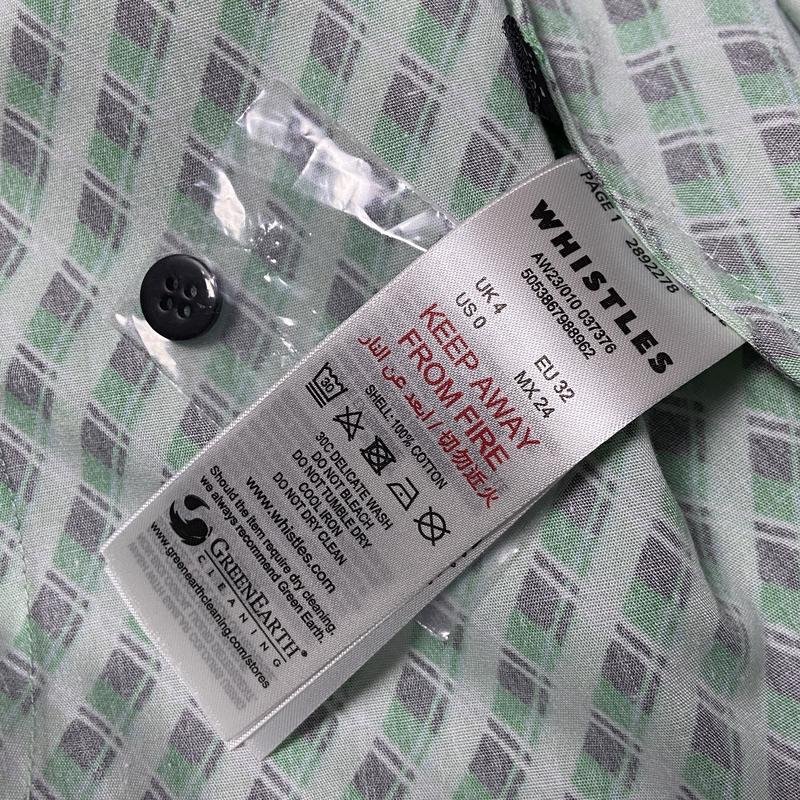 PAGE 1 2892278
WHISTLES
AW23/010 037376
5053867988962
UK 4 EU 32
US 0 MX 24
KEEP AWAY
FROM FIRE
ابعد عن النار / 切勿近火
SHELL: 100% COTTON
30
30C DELICATE WASH
DO NOT BLEACH
DO NOT TUMBLE DRY
COOL IRON
DO NOT DRY CLEAN
www.whistles.com
Should the item require dry cleaning.
we always recommend Green Earth.
GREENEARTH®
CLEANING
www.greenearthcleaning.com/stores